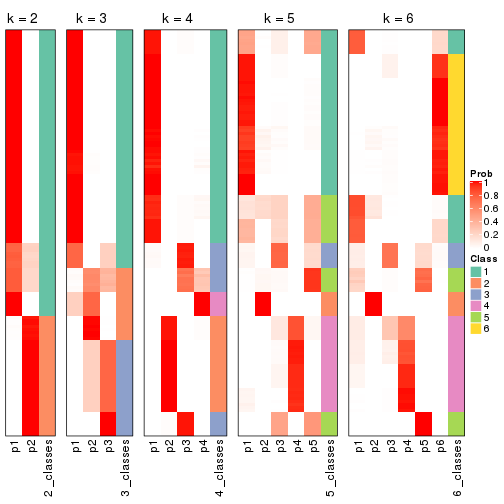 k = 2
k = 3
k = 4
k = 5
k = 6
Prob
1
0.8
0.6
0.4
0.2
0
Class
1
2
3
4
5
6
p1
p2
2_classes
p1
p2
p3
3_classes
p1
p2
p3
p4
4_classes
p1
p2
p3
p4
p5
5_classes
p1
p2
p3
p4
p5
p6
6_classes